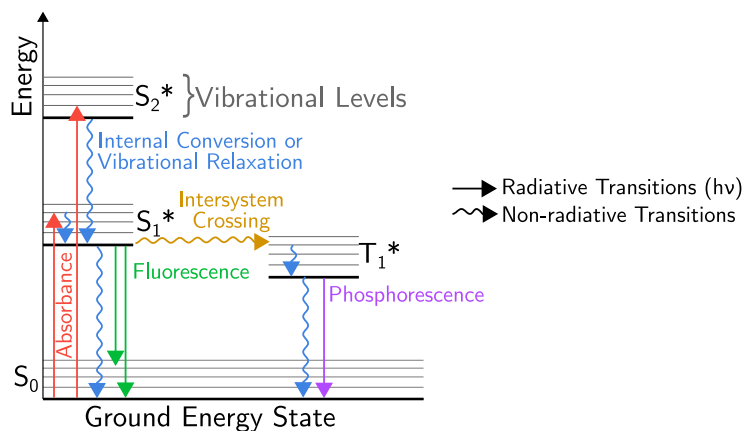 Energy
S2*
}Vibrational Levels
Internal Conversion or
Vibrational Relaxation
Intersystem
Crossing
S1*
T1*
Absorbance
Fluorescence
Phosphorescence
S0
Ground Energy State
Radiative Transitions (hν)
Non-radiative Transitions